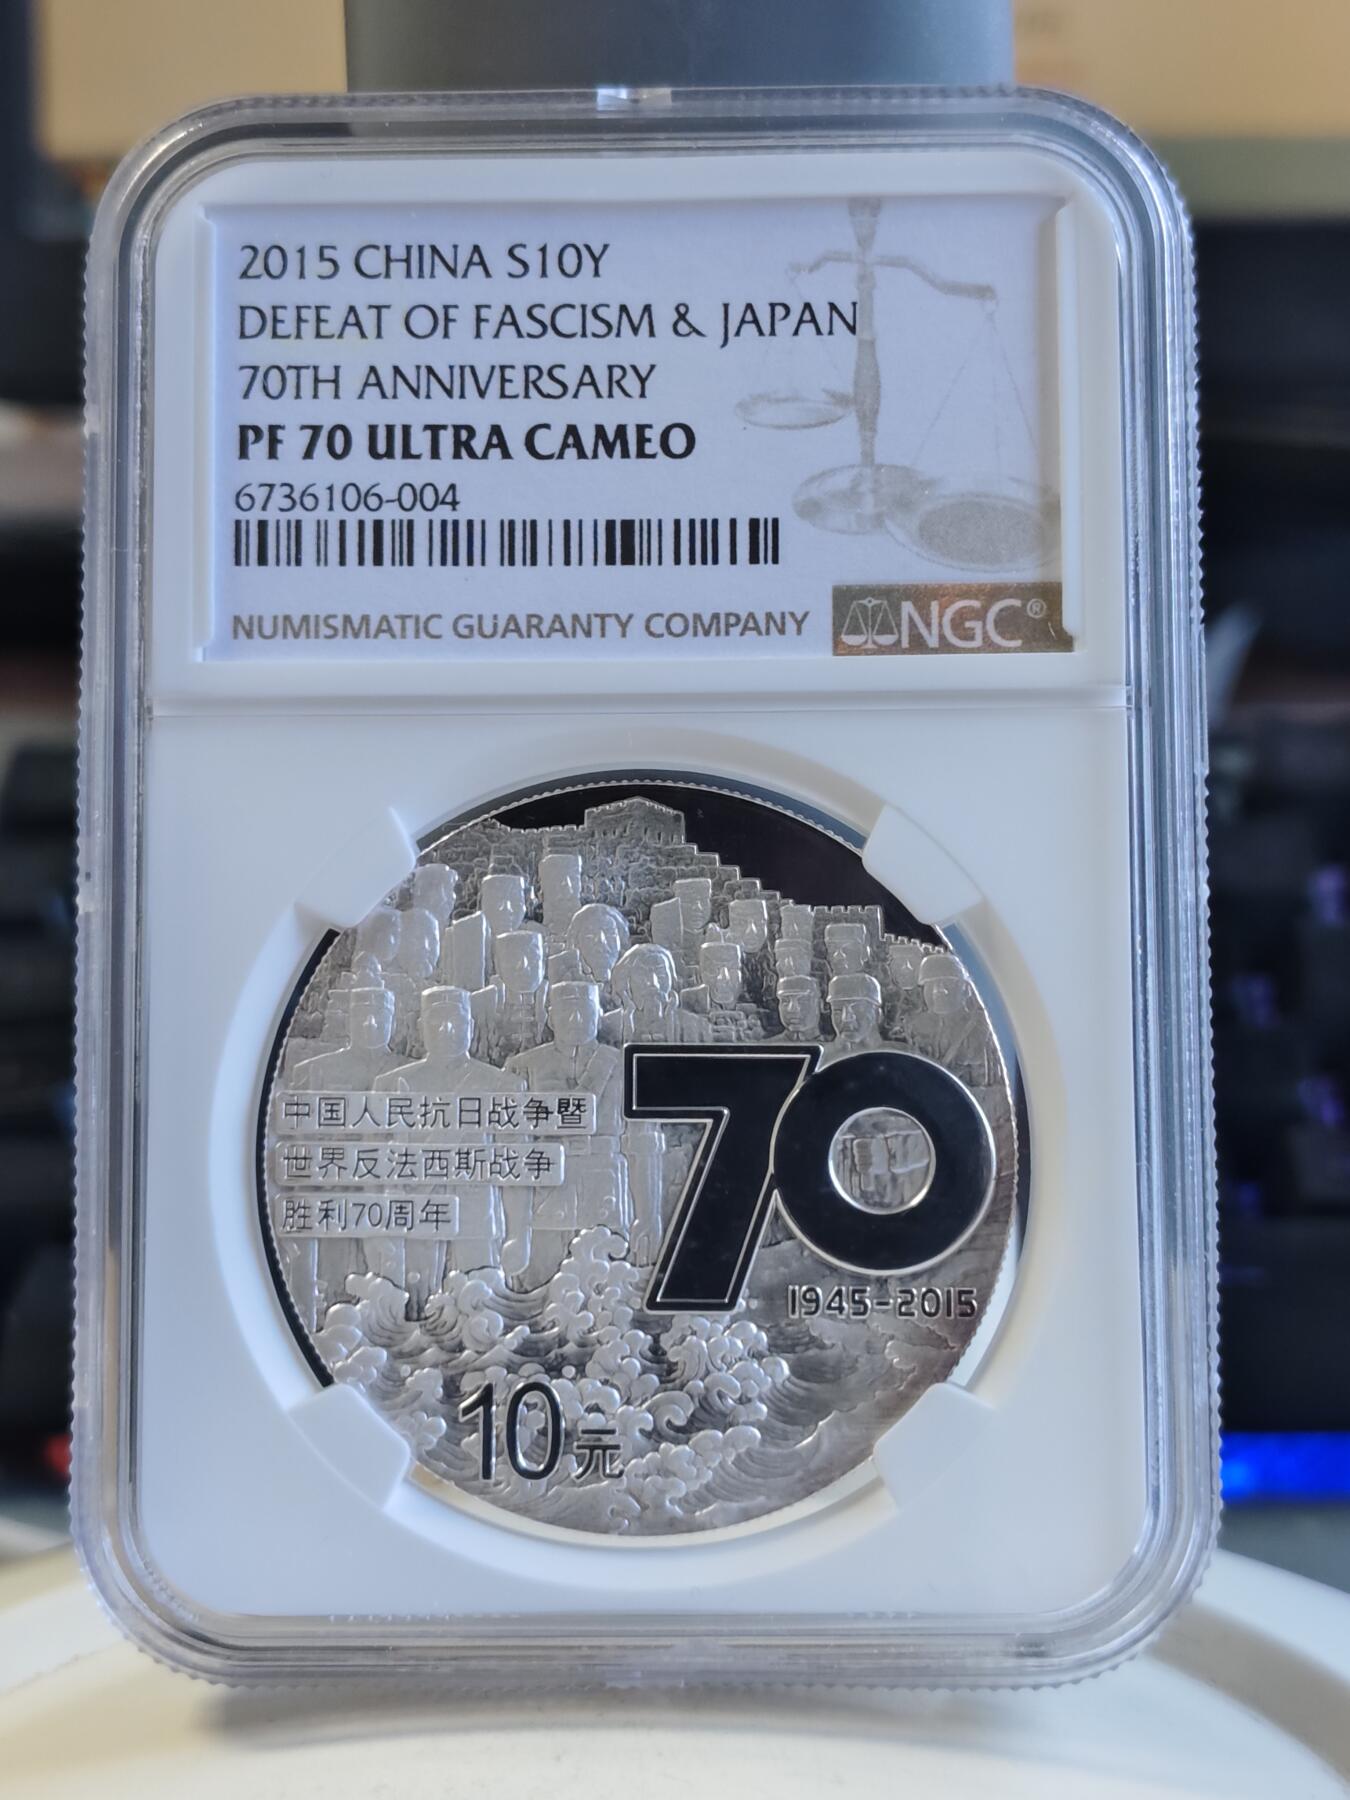 2015 CHINA S10Y
DEFEAT OF FASCISM & JAPAN
70TH ANNIVERSARY
PF 70 ULTRA CAMEO
6736106-004
NUMISMATIC GUARANTY COMPANY
NGC®
中国人民抗日战争暨
世界反法西斯战争
胜利70周年
70
1945-2015
10元